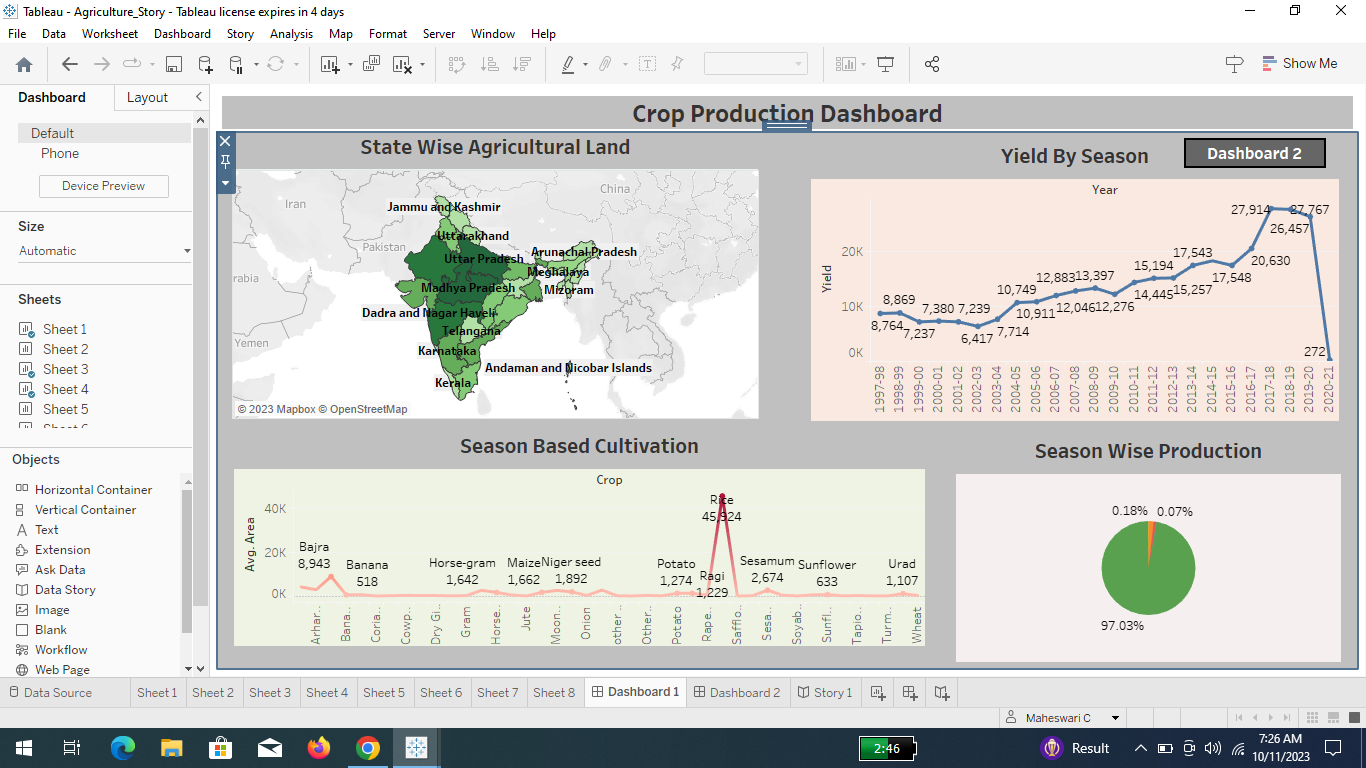 Tableau - Agriculture_Story - Tableau license expires in 4 days
File Data Worksheet Dashboard Story Analysis Map Format Server Window Help
Show Me
Dashboard Layout
Default
Phone
Device Preview
Size
Automatic
Sheets
Sheet 1
Sheet 2
Sheet 3
Sheet 4
Sheet 5
Objects
Horizontal Container
Vertical Container
Text
Extension
Ask Data
Data Story
Image
Blank
Workflow
Web Page
Crop Production Dashboard
State Wise Agricultural Land
Iran
China
Pakistan
rabia
Yemen
Jammu and Kashmir
Uttarakhand
Arunachal Pradesh
Uttar Pradesh
Meghalaya
Madhya Pradesh
Mizoram
Dadra and Nagar Haveli
Telangana
Karnataka
Andaman and Nicobar Islands
Kerala
© 2023 Mapbox © OpenStreetMap
Yield By Season
Dashboard 2
Year
Yield
20K
10K
0K
8,764
8,869
7,237
7,380
7,239
6,417
7,714
10,749
10,911
12,883
12,046
13,397
12,276
15,194
14,445
15,257
17,543
17,548
20,630
27,914
27,767
26,457
272
1997-98
1998-99
1999-00
2000-01
2001-02
2002-03
2003-04
2004-05
2005-06
2006-07
2007-08
2008-09
2009-10
2010-11
2011-12
2012-13
2013-14
2014-15
2015-16
2016-17
2017-18
2018-19
2019-20
2020-21
Season Based Cultivation
Crop
Avg. Area
40K
20K
0K
Bajra
8,943
Banana
518
Horse-gram
1,642
Maize
1,662
Niger seed
1,892
Potato
1,274
Ragi
1,229
Rice
45,924
Sesamum
2,674
Sunflower
633
Urad
1,107
Arhar..
Bana..
Coria..
Cowp..
Dry Gi..
Gram
Horse..
Jute
Moon..
Onion
other ..
Other..
Potato
Rape..
Safflo..
Sesa..
Soyab..
Sunfl..
Tapio..
Turm..
Wheat
Season Wise Production
0.18%
0.07%
97.03%
Data Source Sheet 1 Sheet 2 Sheet 3 Sheet 4 Sheet 5 Sheet 6 Sheet 7 Sheet 8 Dashboard 1 Dashboard 2 Story 1
Maheswari C
2:46
Result
7:26 AM
10/11/2023